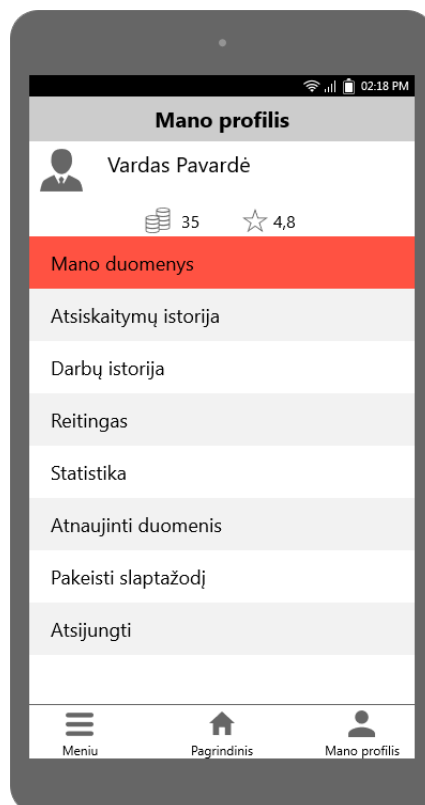 02:18 PM
Mano profilis
Vardas Pavardė
35 4,8
Mano duomenys
Atsiskaitymų istorija
Darbų istorija
Reitingas
Statistika
Atnaujinti duomenis
Pakeisti slaptažodį
Atsijungti
Meniu Pagrindinis Mano profilis